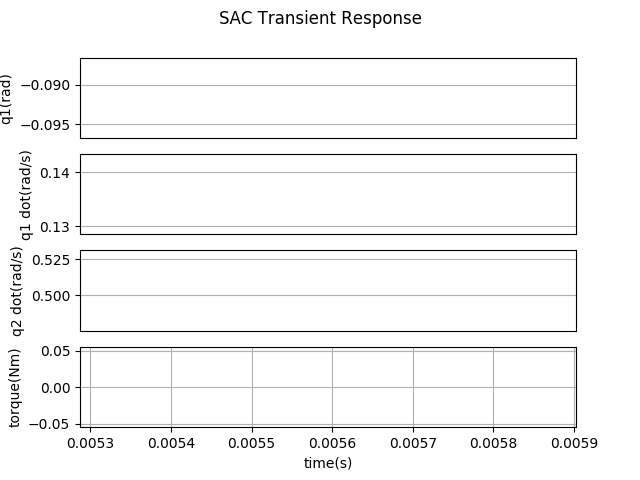 SAC Transient Response
q1(rad)
−0.090
−0.095
q1 dot(rad/s)
0.14
0.13
q2 dot(rad/s)
0.525
0.500
torque(Nm)
0.05
0.00
−0.05
0.0053 0.0054 0.0055 0.0056 0.0057 0.0058 0.0059
time(s)